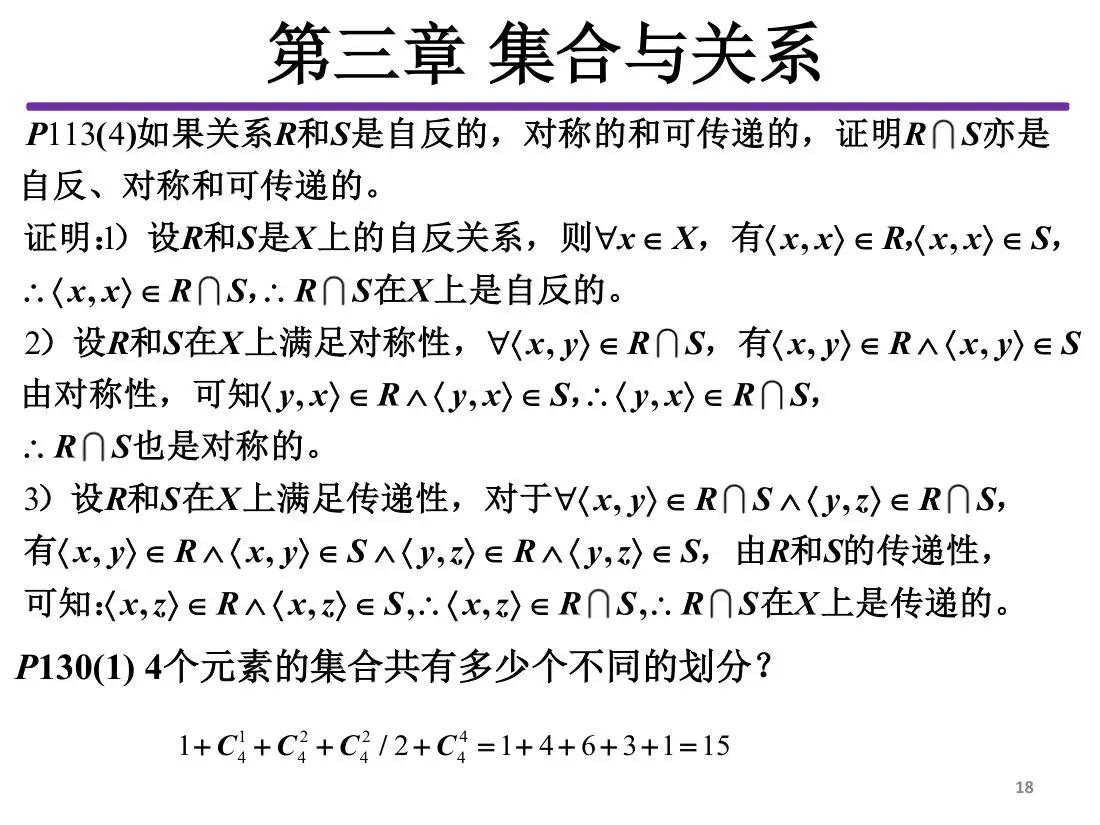 第三章 集合与关系
P113(4)如果关系R和S是自反的，对称的和可传递的，证明R∩S亦是
自反、对称和可传递的。
证明:1）设R和S是X上的自反关系，则∀x∈X，有⟨x,x⟩∈R,⟨x,x⟩∈S，
∴⟨x,x⟩∈R∩S,∴R∩S在X上是自反的。
2）设R和S在X上满足对称性，∀⟨x,y⟩∈R∩S，有⟨x,y⟩∈R∧⟨x,y⟩∈S
由对称性，可知⟨y,x⟩∈R∧⟨y,x⟩∈S,∴⟨y,x⟩∈R∩S，
∴R∩S也是对称的。
3）设R和S在X上满足传递性，对于∀⟨x,y⟩∈R∩S∧⟨y,z⟩∈R∩S，
有⟨x,y⟩∈R∧⟨x,y⟩∈S∧⟨y,z⟩∈R∧⟨y,z⟩∈S，由R和S的传递性，
可知:⟨x,z⟩∈R∧⟨x,z⟩∈S,∴⟨x,z⟩∈R∩S,∴R∩S在X上是传递的。
P130(1) 4个元素的集合共有多少个不同的划分？
1+C₄¹+C₄²+C₄²/2+C₄⁴=1+4+6+3+1=15
18